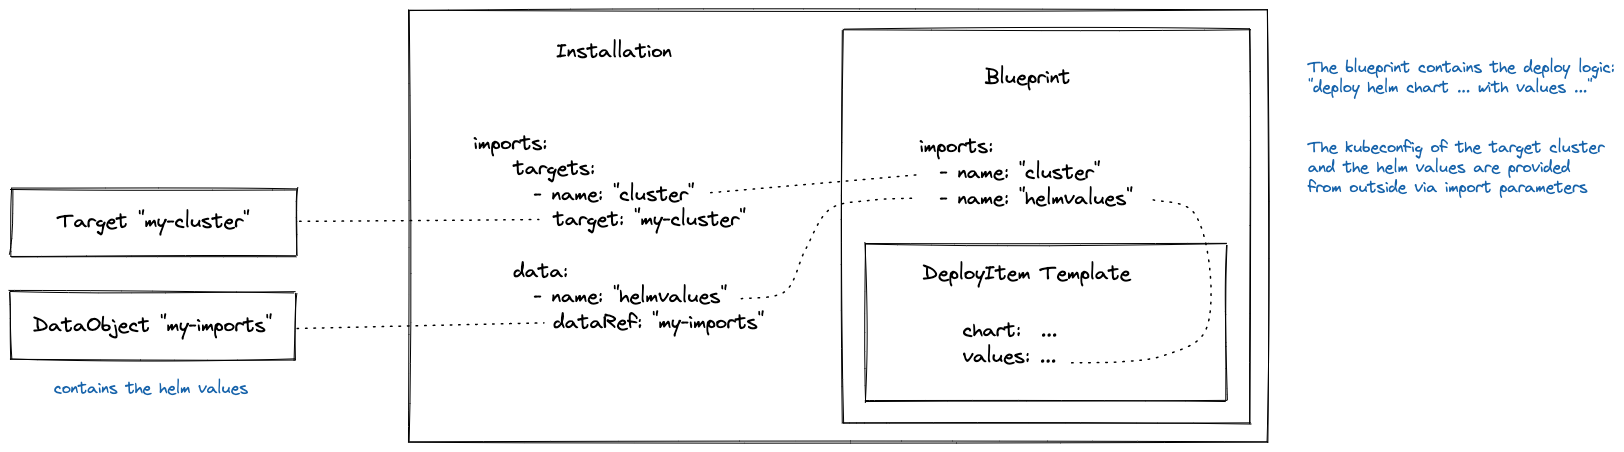 Target "my-cluster"
DataObject "my-imports"
contains the helm values
Installation
imports:
targets:
- name: "cluster"
target: "my-cluster"
data:
- name: "helmvalues"
dataRef: "my-imports"
Blueprint
imports:
- name: "cluster"
- name: "helmvalues"
DeployItem Template
chart: ...
values: ...
The blueprint contains the deploy logic:
"deploy helm chart ... with values ..."
The kubeconfig of the target cluster
and the helm values are provided
from outside via import parameters